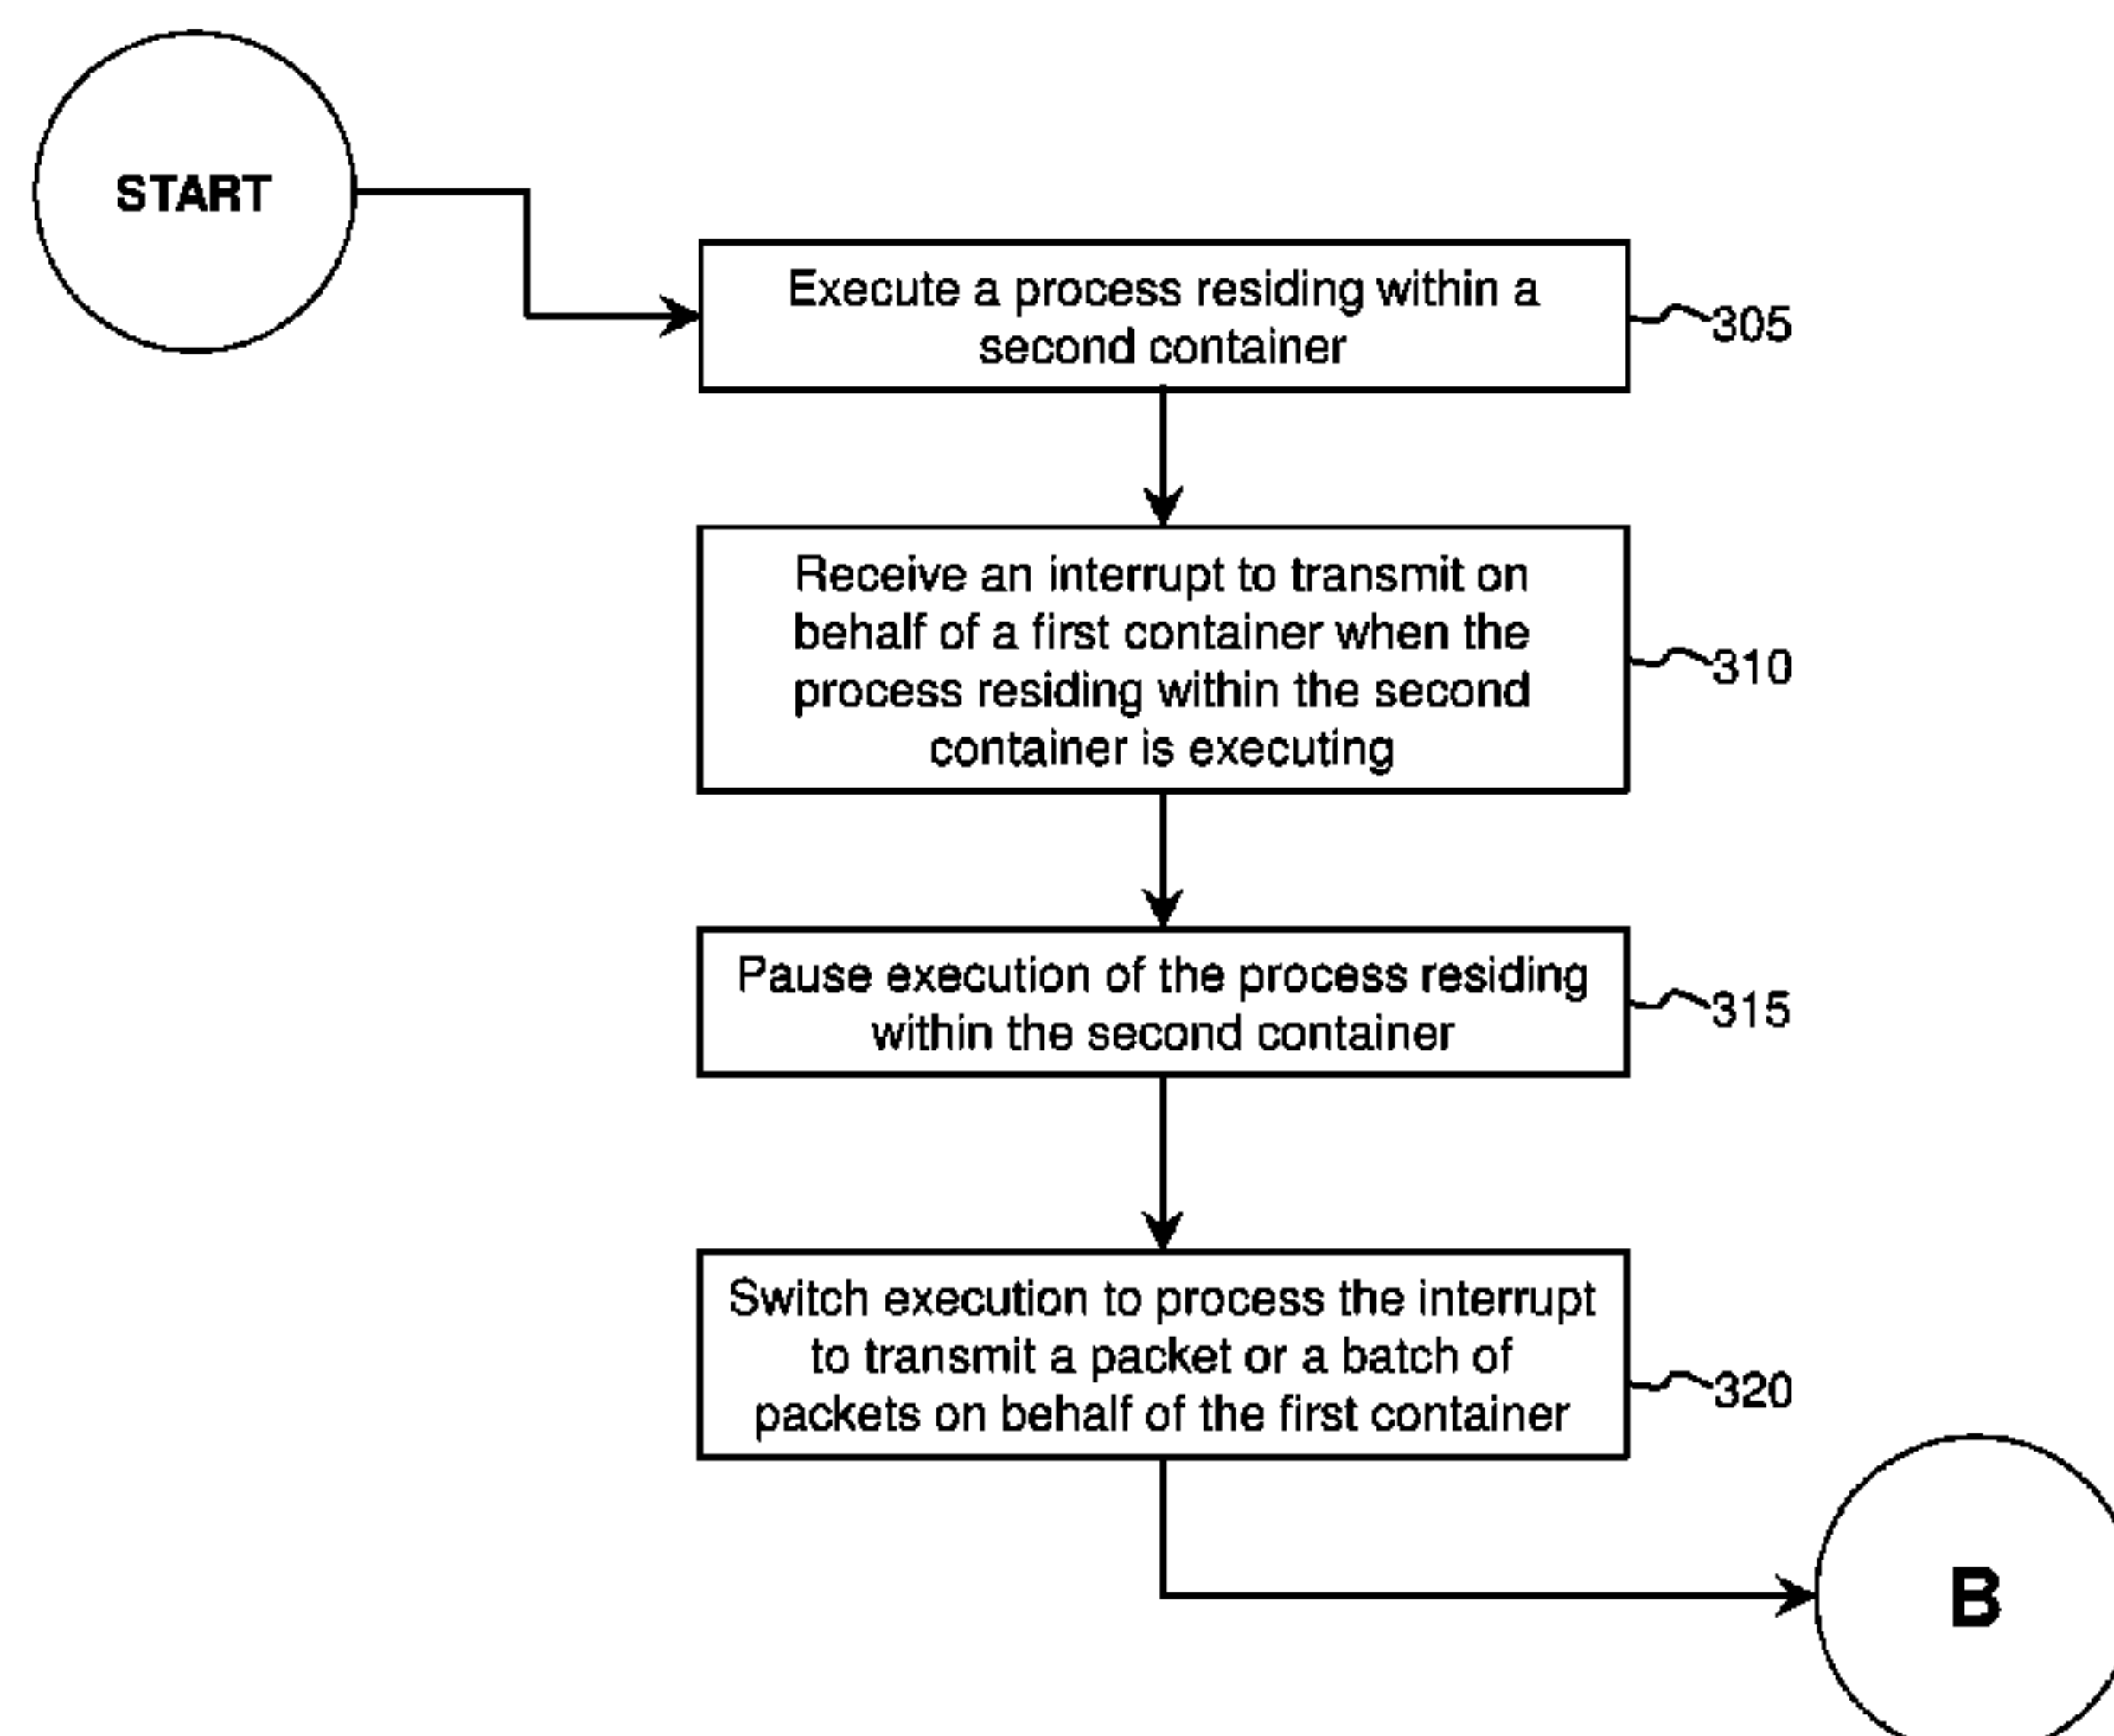 START
Execute a process residing within a
second container
305
Receive an interrupt to transmit on
behalf of a first container when the
process residing within the second
container is executing
310
Pause execution of the process residing
within the second container
315
Switch execution to process the interrupt
to transmit a packet or a batch of
packets on behalf of the first container
320
B